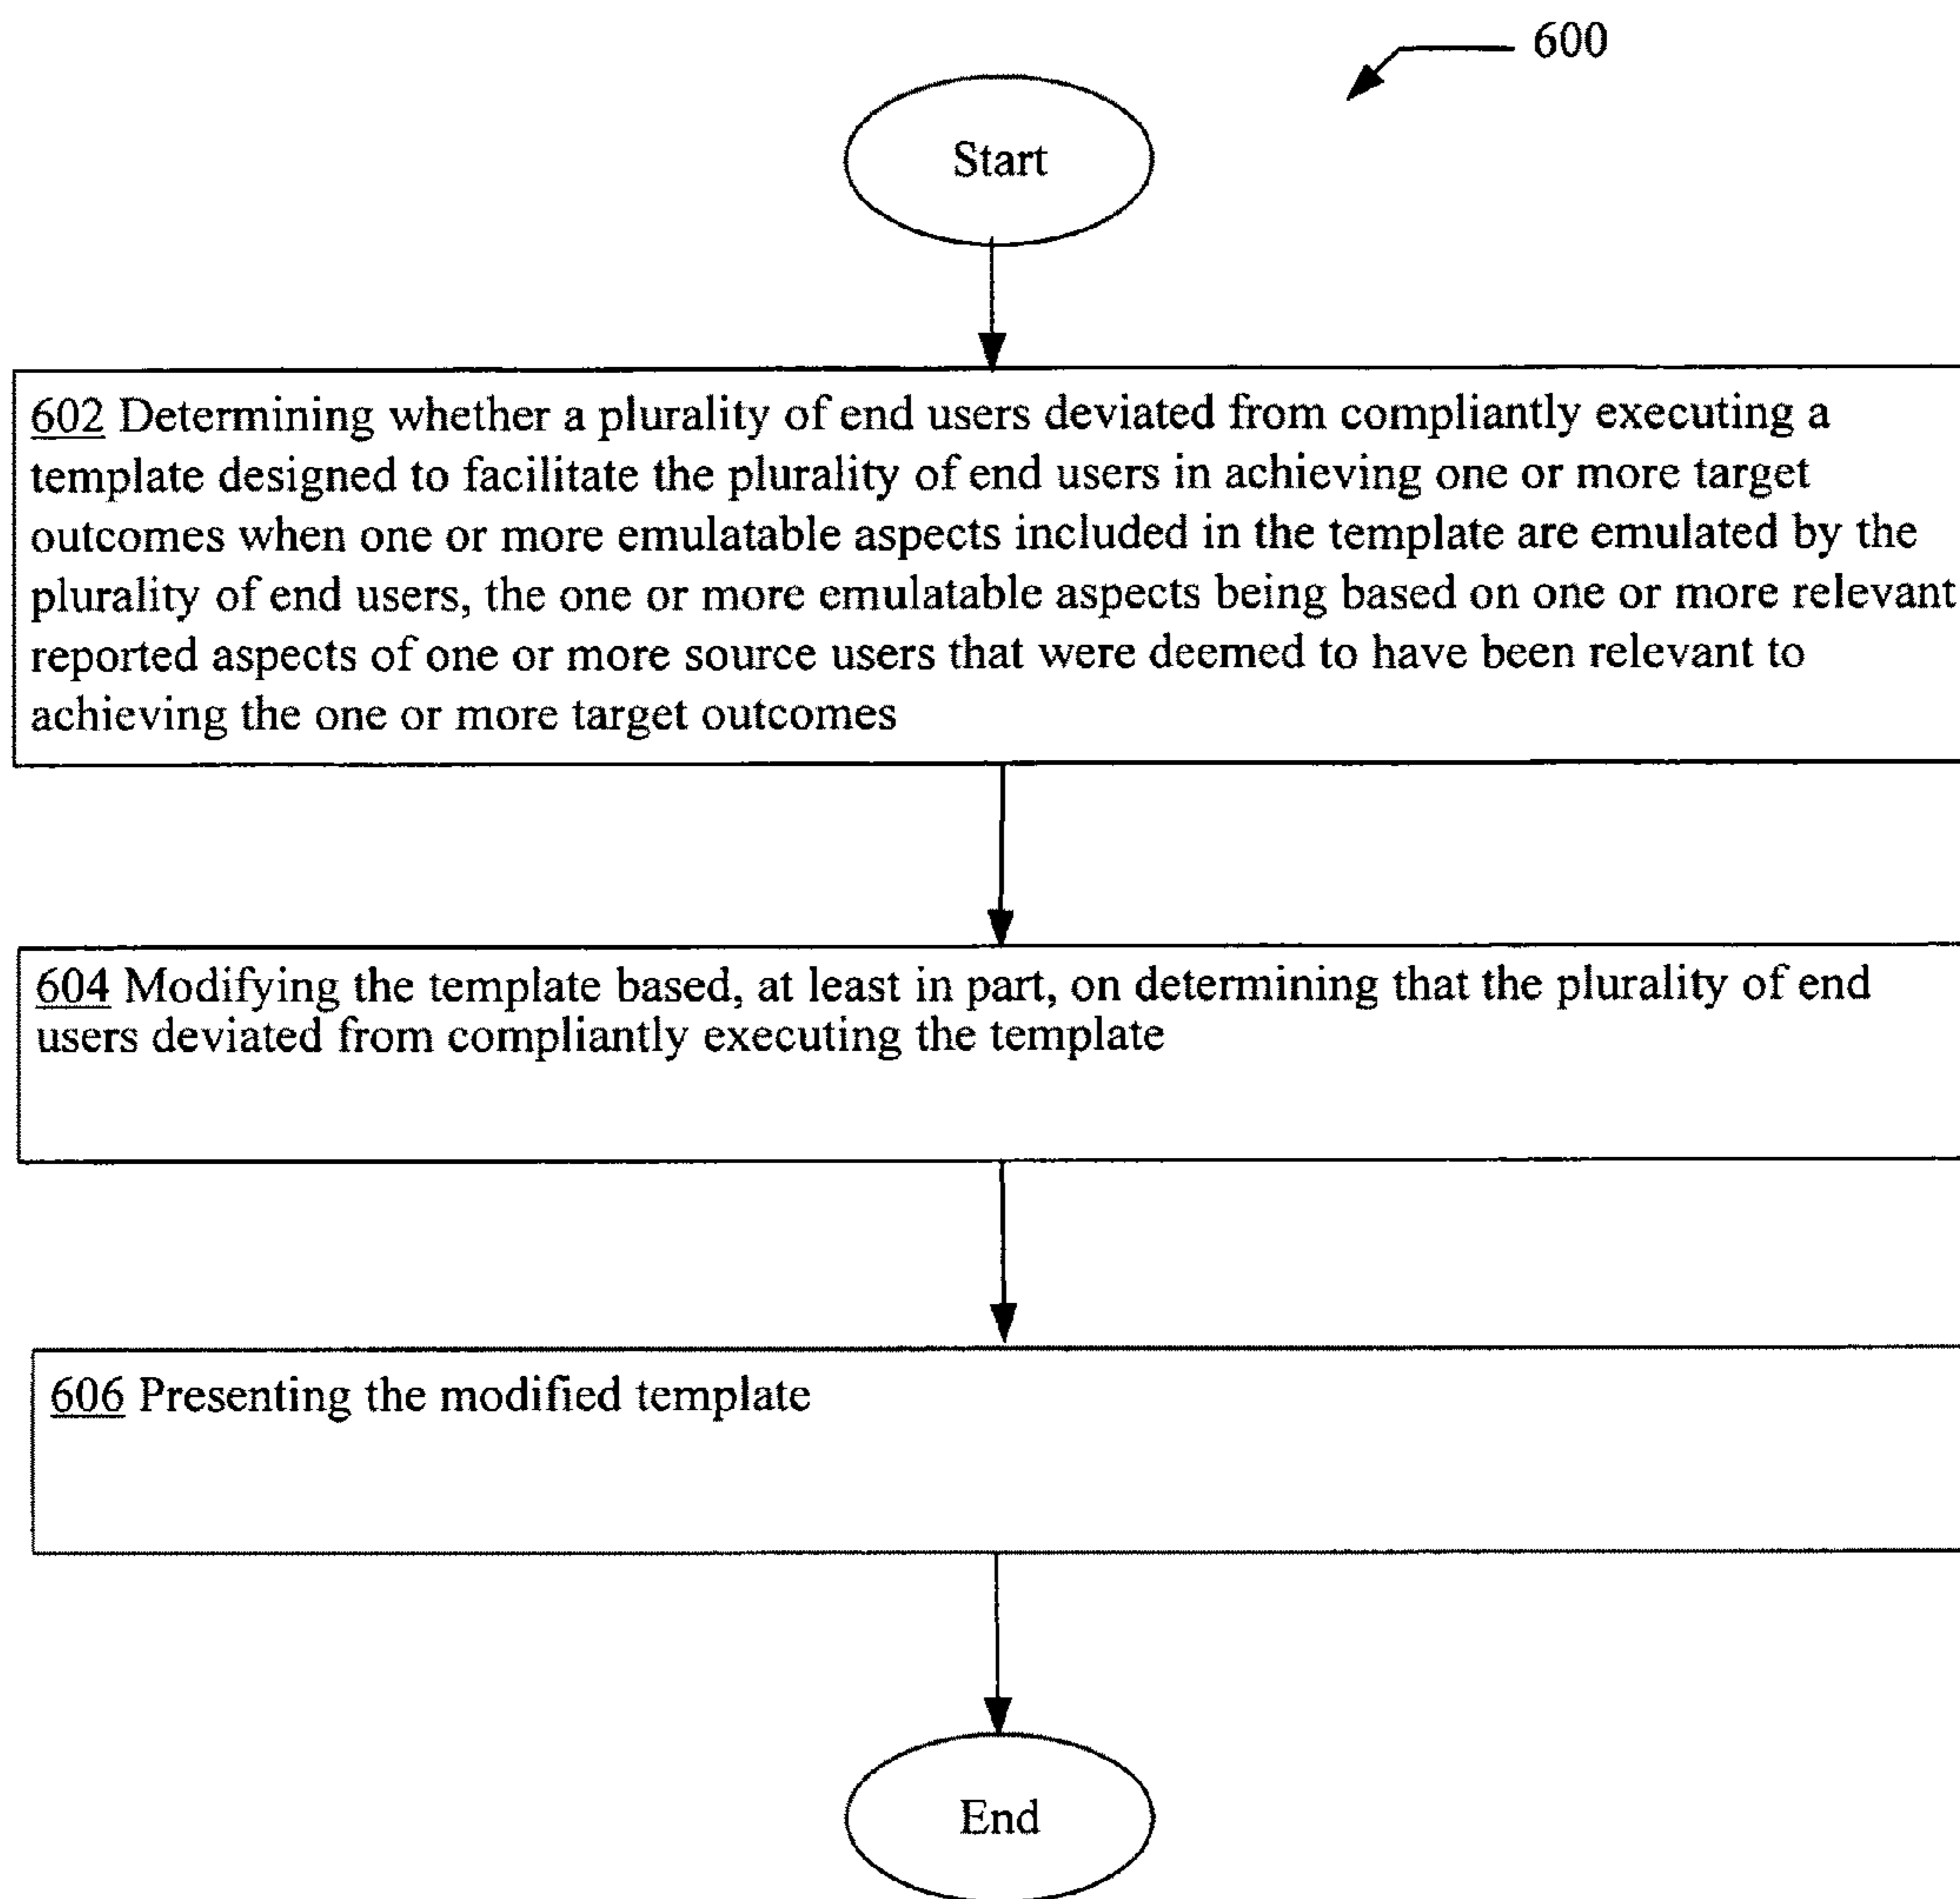 600
Start
602 Determining whether a plurality of end users deviated from compliantly executing a
template designed to facilitate the plurality of end users in achieving one or more target
outcomes when one or more emulatable aspects included in the template are emulated by the
plurality of end users, the one or more emulatable aspects being based on one or more relevant
reported aspects of one or more source users that were deemed to have been relevant to
achieving the one or more target outcomes
604 Modifying the template based, at least in part, on determining that the plurality of end
users deviated from compliantly executing the template
606 Presenting the modified template
End